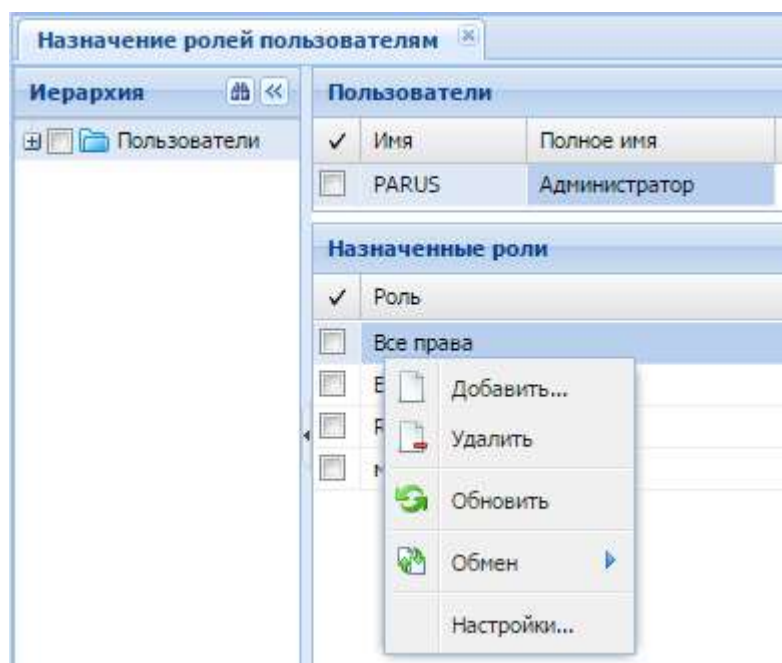 Назначение ролей пользователям
Иерархия
Пользователи
Пользователи
Имя Полное имя
PARUS Администратор
Назначенные роли
Роль
Все права
Добавить...
Удалить
Обновить
Обмен
Настройки...